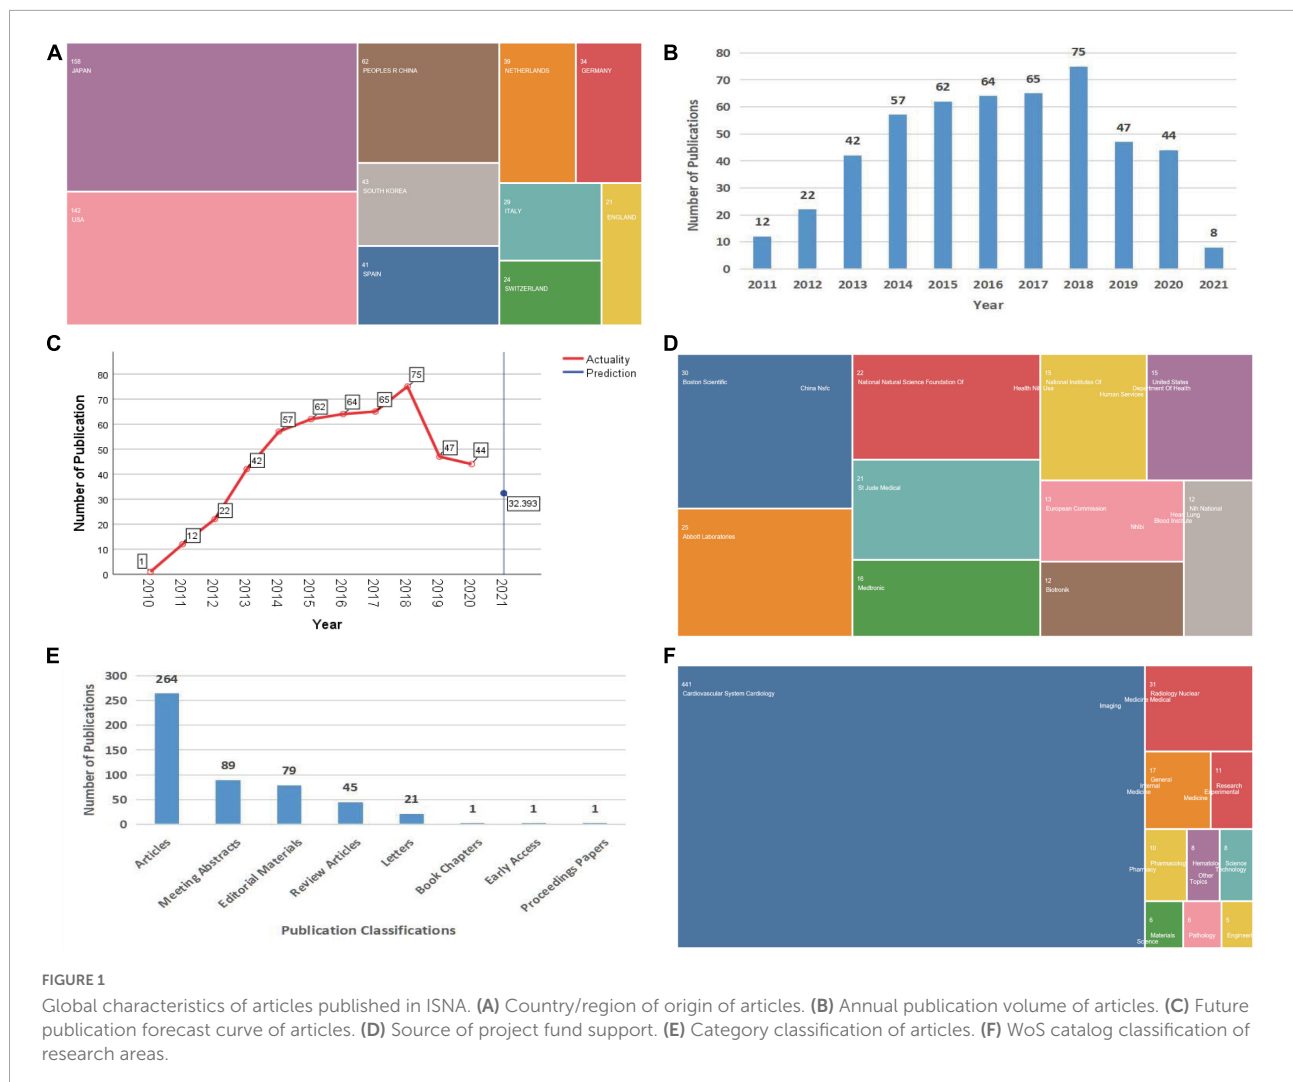 A
158
JAPAN
142
USA
62
PEOPLES R CHINA
43
SOUTH KOREA
41
SPAIN
39
NETHERLANDS
34
GERMANY
29
ITALY
24
SWITZERLAND
21
ENGLAND
B
Number of Publications
80
70
60
50
40
30
20
10
0
12
22
42
57
62
64
65
75
47
44
8
2011 2012 2013 2014 2015 2016 2017 2018 2019 2020 2021
Year
C
Number of Publication
80
70
60
50
40
30
20
10
0
1
12
22
42
57
62
64
65
75
47
44
32.393
Actuality
Prediction
2010 2011 2012 2013 2014 2015 2016 2017 2018 2019 2020 2021
Year
D
30
Boston Scientific
25
Abbott Laboratories
22
National Natural Science Foundation Of
China Nsfc
21
St Jude Medical
16
Medtronic
National Institutes Of
Health Nih Use
Human Services
15
United States
Department Of Health
13
European Commission
12
Biotronik
12
Nih National
Heart Lung
Blood Institute
Nhlbi
E
Number of Publications
300
250
200
150
100
50
0
264
89
79
45
21
1
1
1
Articles
Meeting Abstracts
Editorial Materials
Review Articles
Letters
Book Chapters
Early Access
Proceedings Papers
Publication Classifications
F
441
Cardiovascular System Cardiology
31
Radiology Nuclear
Medicine Medical
Imaging
17
General
Internal
Medicine
11
Research
Experimental
Medicine
10
Pharmacolog
Pharmacy
8
Hematolo
8
Science
Technology
Other
Topics
6
Materials
Science
6
Pathology
5
Engineer
FIGURE 1
Global characteristics of articles published in ISNA. (A) Country/region of origin of articles. (B) Annual publication volume of articles. (C) Future
publication forecast curve of articles. (D) Source of project fund support. (E) Category classification of articles. (F) WoS catalog classification of
research areas.